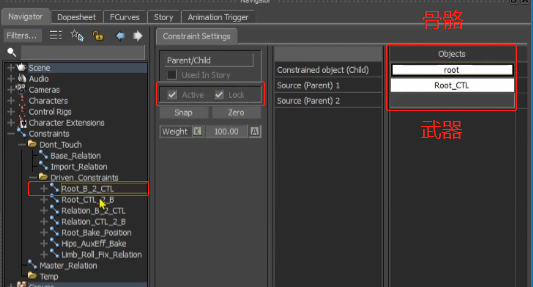 Navigator
骨骼
Navigator Dopesheet FCurves Story Animation Trigger
Filters...
Constraint Settings
Scene
Audio
Cameras
Characters
Control Rigs
Character Extensions
Constraints
Dont_Touch
Base_Relation
Import_Relation
Driven_Constraints
Root_B_2_CTL
Root_CTL_2_B
Relation_B_2_CTL
Relation_CTL_2_B
Root_Bake_Position
Hips_AuxEff_Bake
Limb_Roll_Fix_Relation
Master_Relation
Temp
Groups
Parent/Child
Used In Story
Active Lock
Snap Zero
Weight K 100.00 A
Objects
Constrained object (Child) root
Source (Parent) 1 Root_CTL
Source (Parent) 2
武器